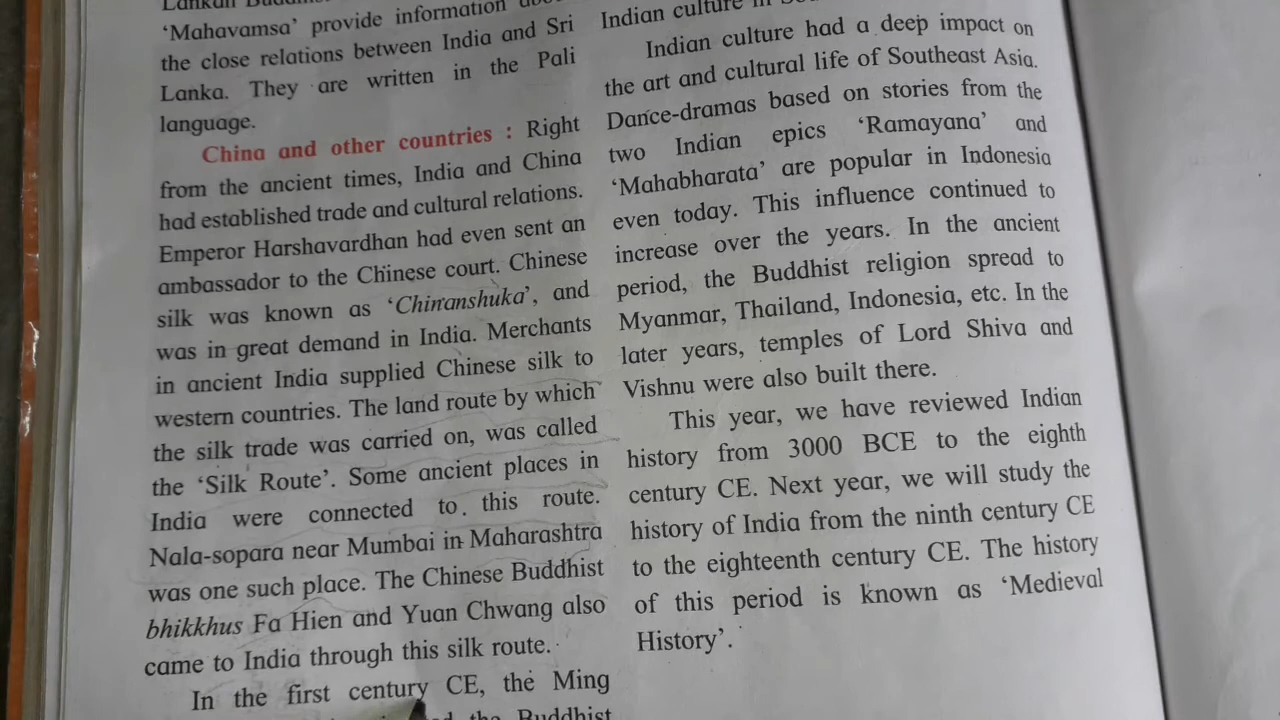 Lankan
'Mahavamsa' provide information
the close relations between India and Sri
Lanka. They are written in the Pali
language.
China and other countries : Right
from the ancient times, India and China
had established trade and cultural relations.
Emperor Harshavardhan had even sent an
ambassador to the Chinese court. Chinese
silk was known as 'Chinanshuka', and
was in great demand in India. Merchants
in ancient India supplied Chinese silk to
western countries. The land route by which
the silk trade was carried on, was called
the 'Silk Route'. Some ancient places in
India were connected to this route.
Nala-sopara near Mumbai in Maharashtra
was one such place. The Chinese Buddhist
bhikkhus Fa Hien and Yuan Chwang also
came to India through this silk route.
In the first century CE, the Ming
the Buddhist
Indian culture in
Indian culture had a deep impact on
the art and cultural life of Southeast Asia.
Dance-dramas based on stories from the
two Indian epics 'Ramayana' and
'Mahabharata' are popular in Indonesia
even today. This influence continued to
increase over the years. In the ancient
period, the Buddhist religion spread to
Myanmar, Thailand, Indonesia, etc. In the
later years, temples of Lord Shiva and
Vishnu were also built there.
This year, we have reviewed Indian
history from 3000 BCE to the eighth
century CE. Next year, we will study the
history of India from the ninth century CE
to the eighteenth century CE. The history
of this period is known as 'Medieval
History'.